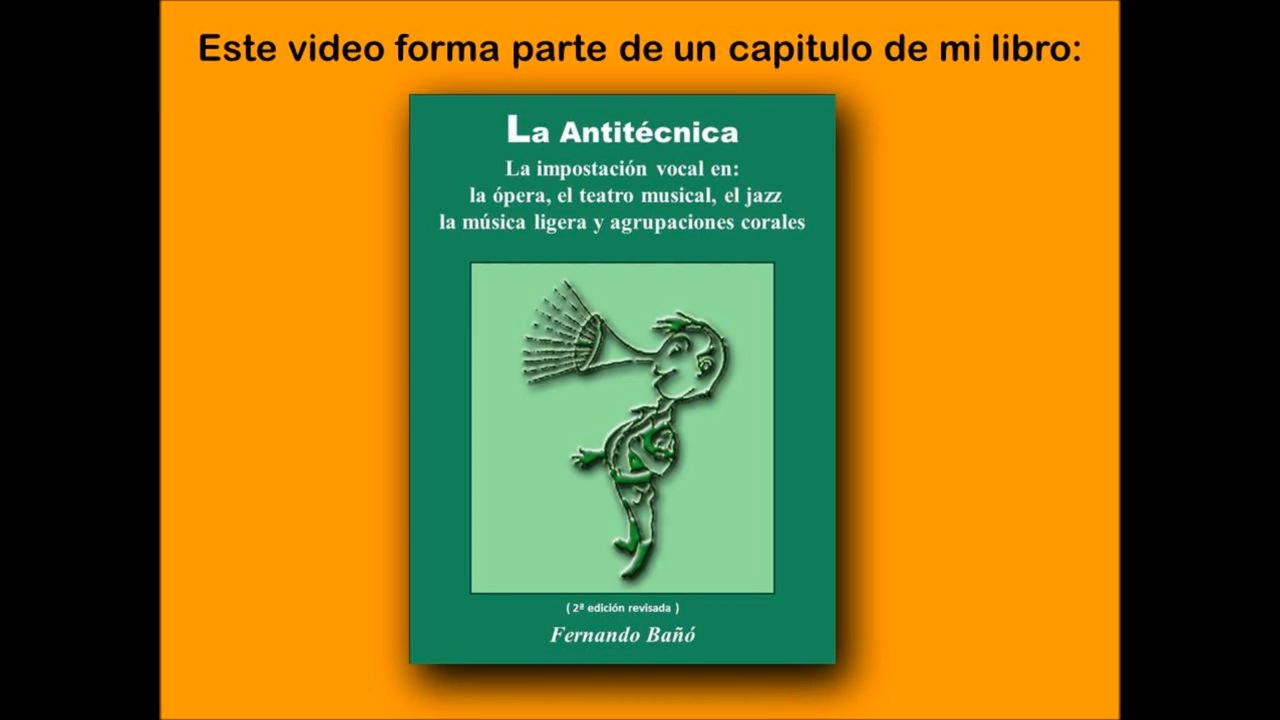 Este video forma parte de un capitulo de mi libro:
La Antitécnica
La impostación vocal en:
la ópera, el teatro musical, el jazz
la música ligera y agrupaciones corales
( 2ª edición revisada )
Fernando Bañó